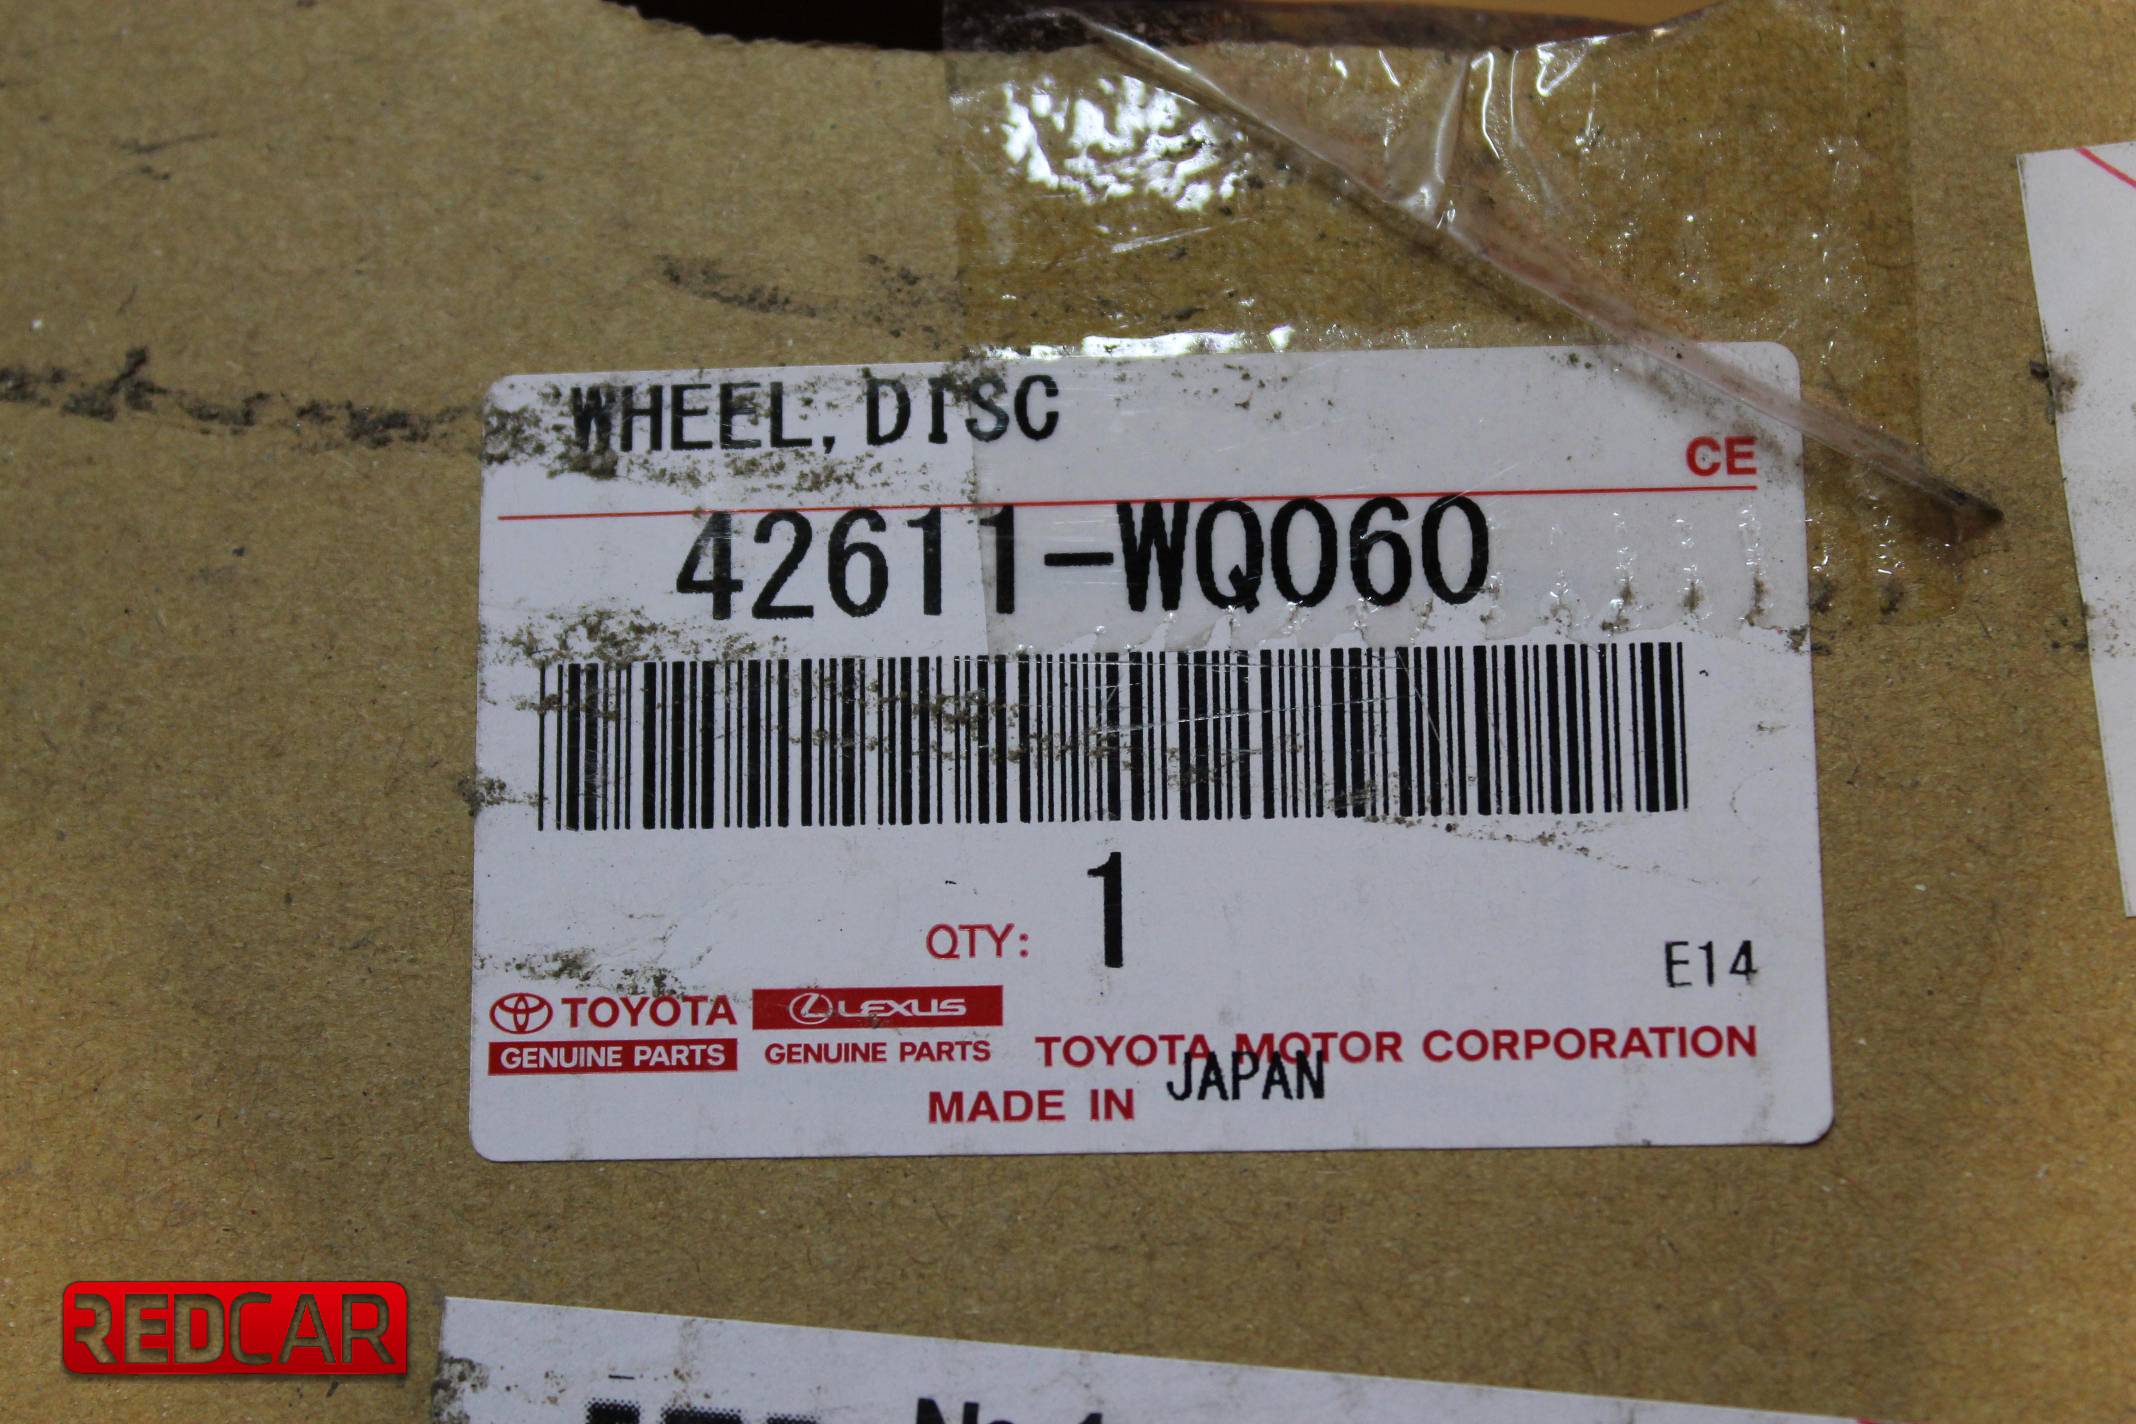 WHEEL, DISC
CE
42611-WQ060
QTY: 1
E14
TOYOTA LEXUS
GENUINE PARTS GENUINE PARTS TOYOTA MOTOR CORPORATION
MADE IN JAPAN
REDCAR